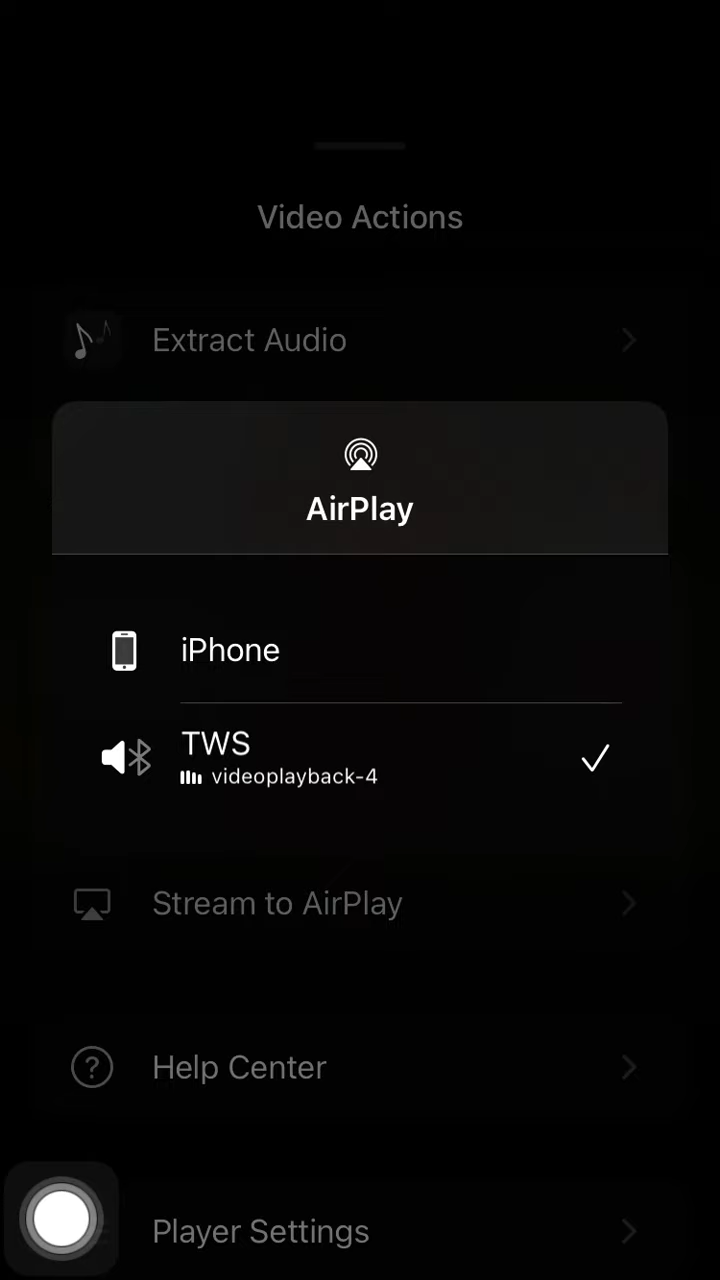 Video Actions
Extract Audio
AirPlay
iPhone
TWS
videoplayback-4
Stream to AirPlay
Help Center
Player Settings